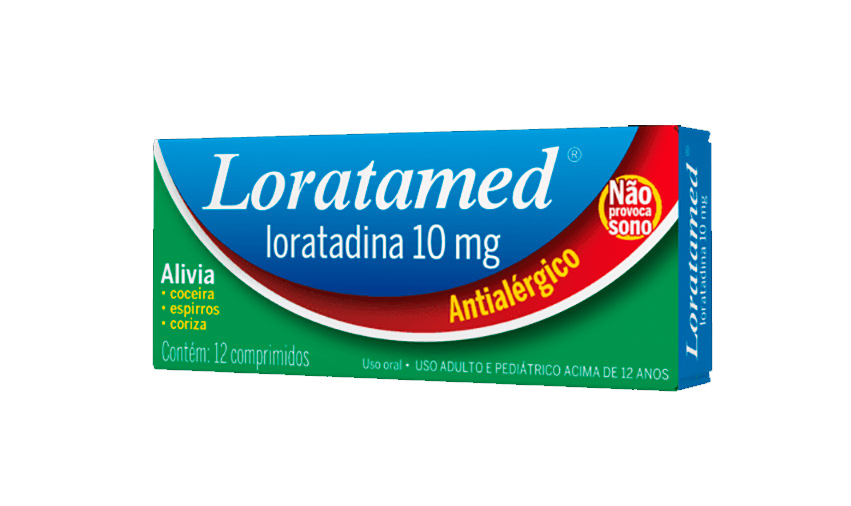 Loratamed®
loratadina 10 mg
Antialérgico
Não
provoca
sono
Alivia
• coceira
• espirros
• coriza
Contém: 12 comprimidos
Uso oral • USO ADULTO E PEDIÁTRICO ACIMA DE 12 ANOS
Loratamed®
loratadina 10 mg